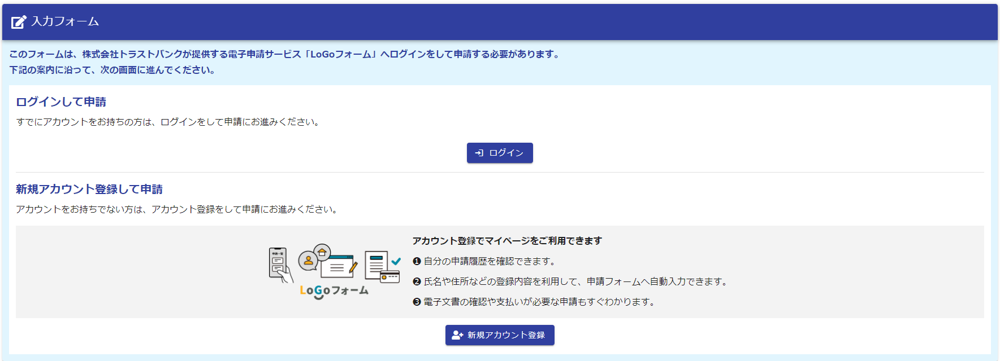 入力フォーム
このフォームは、株式会社トラストバンクが提供する電子申請サービス「LoGoフォーム」へログインをして申請する必要があります。
下記の案内に沿って、次の画面に進んでください。
ログインして申請
すでにアカウントをお持ちの方は、ログインをして申請にお進みください。
ログイン
新規アカウント登録して申請
アカウントをお持ちでない方は、アカウント登録をして申請にお進みください。
申請一覧
LoGoフォーム
アカウント登録でマイページをご利用できます
❶ 自分の申請履歴を確認できます。
❷ 氏名や住所などの登録内容を利用して、申請フォームへ自動入力できます。
❸ 電子文書の確認や支払いが必要な申請もすぐわかります。
新規アカウント登録